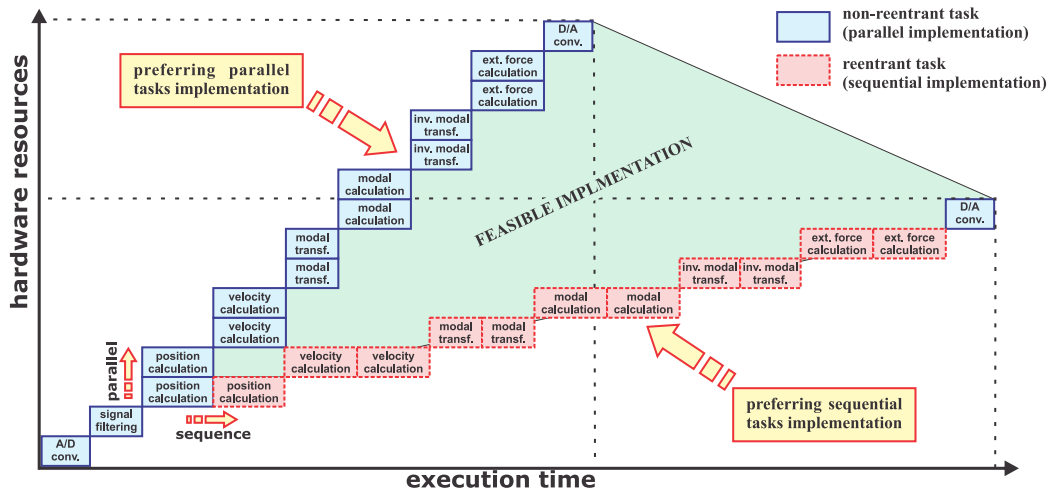 D/A
conv.
non-reentrant task
(parallel implementation)
reentrant task
(sequential implementation)
hardware resources
preferring parallel
tasks implementation
ext. force
calculation
ext. force
calculation
inv. modal
transf.
inv. modal
transf.
modal
calculation
modal
calculation
FEASIBLE IMPLMENTATION
D/A
conv.
modal
transf.
modal
transf.
ext. force
calculation
ext. force
calculation
inv. modal
transf.
inv. modal
transf.
velocity
calculation
velocity
calculation
modal
calculation
modal
calculation
modal
transf.
modal
transf.
parallel
position
calculation
velocity
calculation
velocity
calculation
position
calculation
position
calculation
preferring sequential
tasks implementation
signal
filtering
sequence
A/D
conv.
execution time